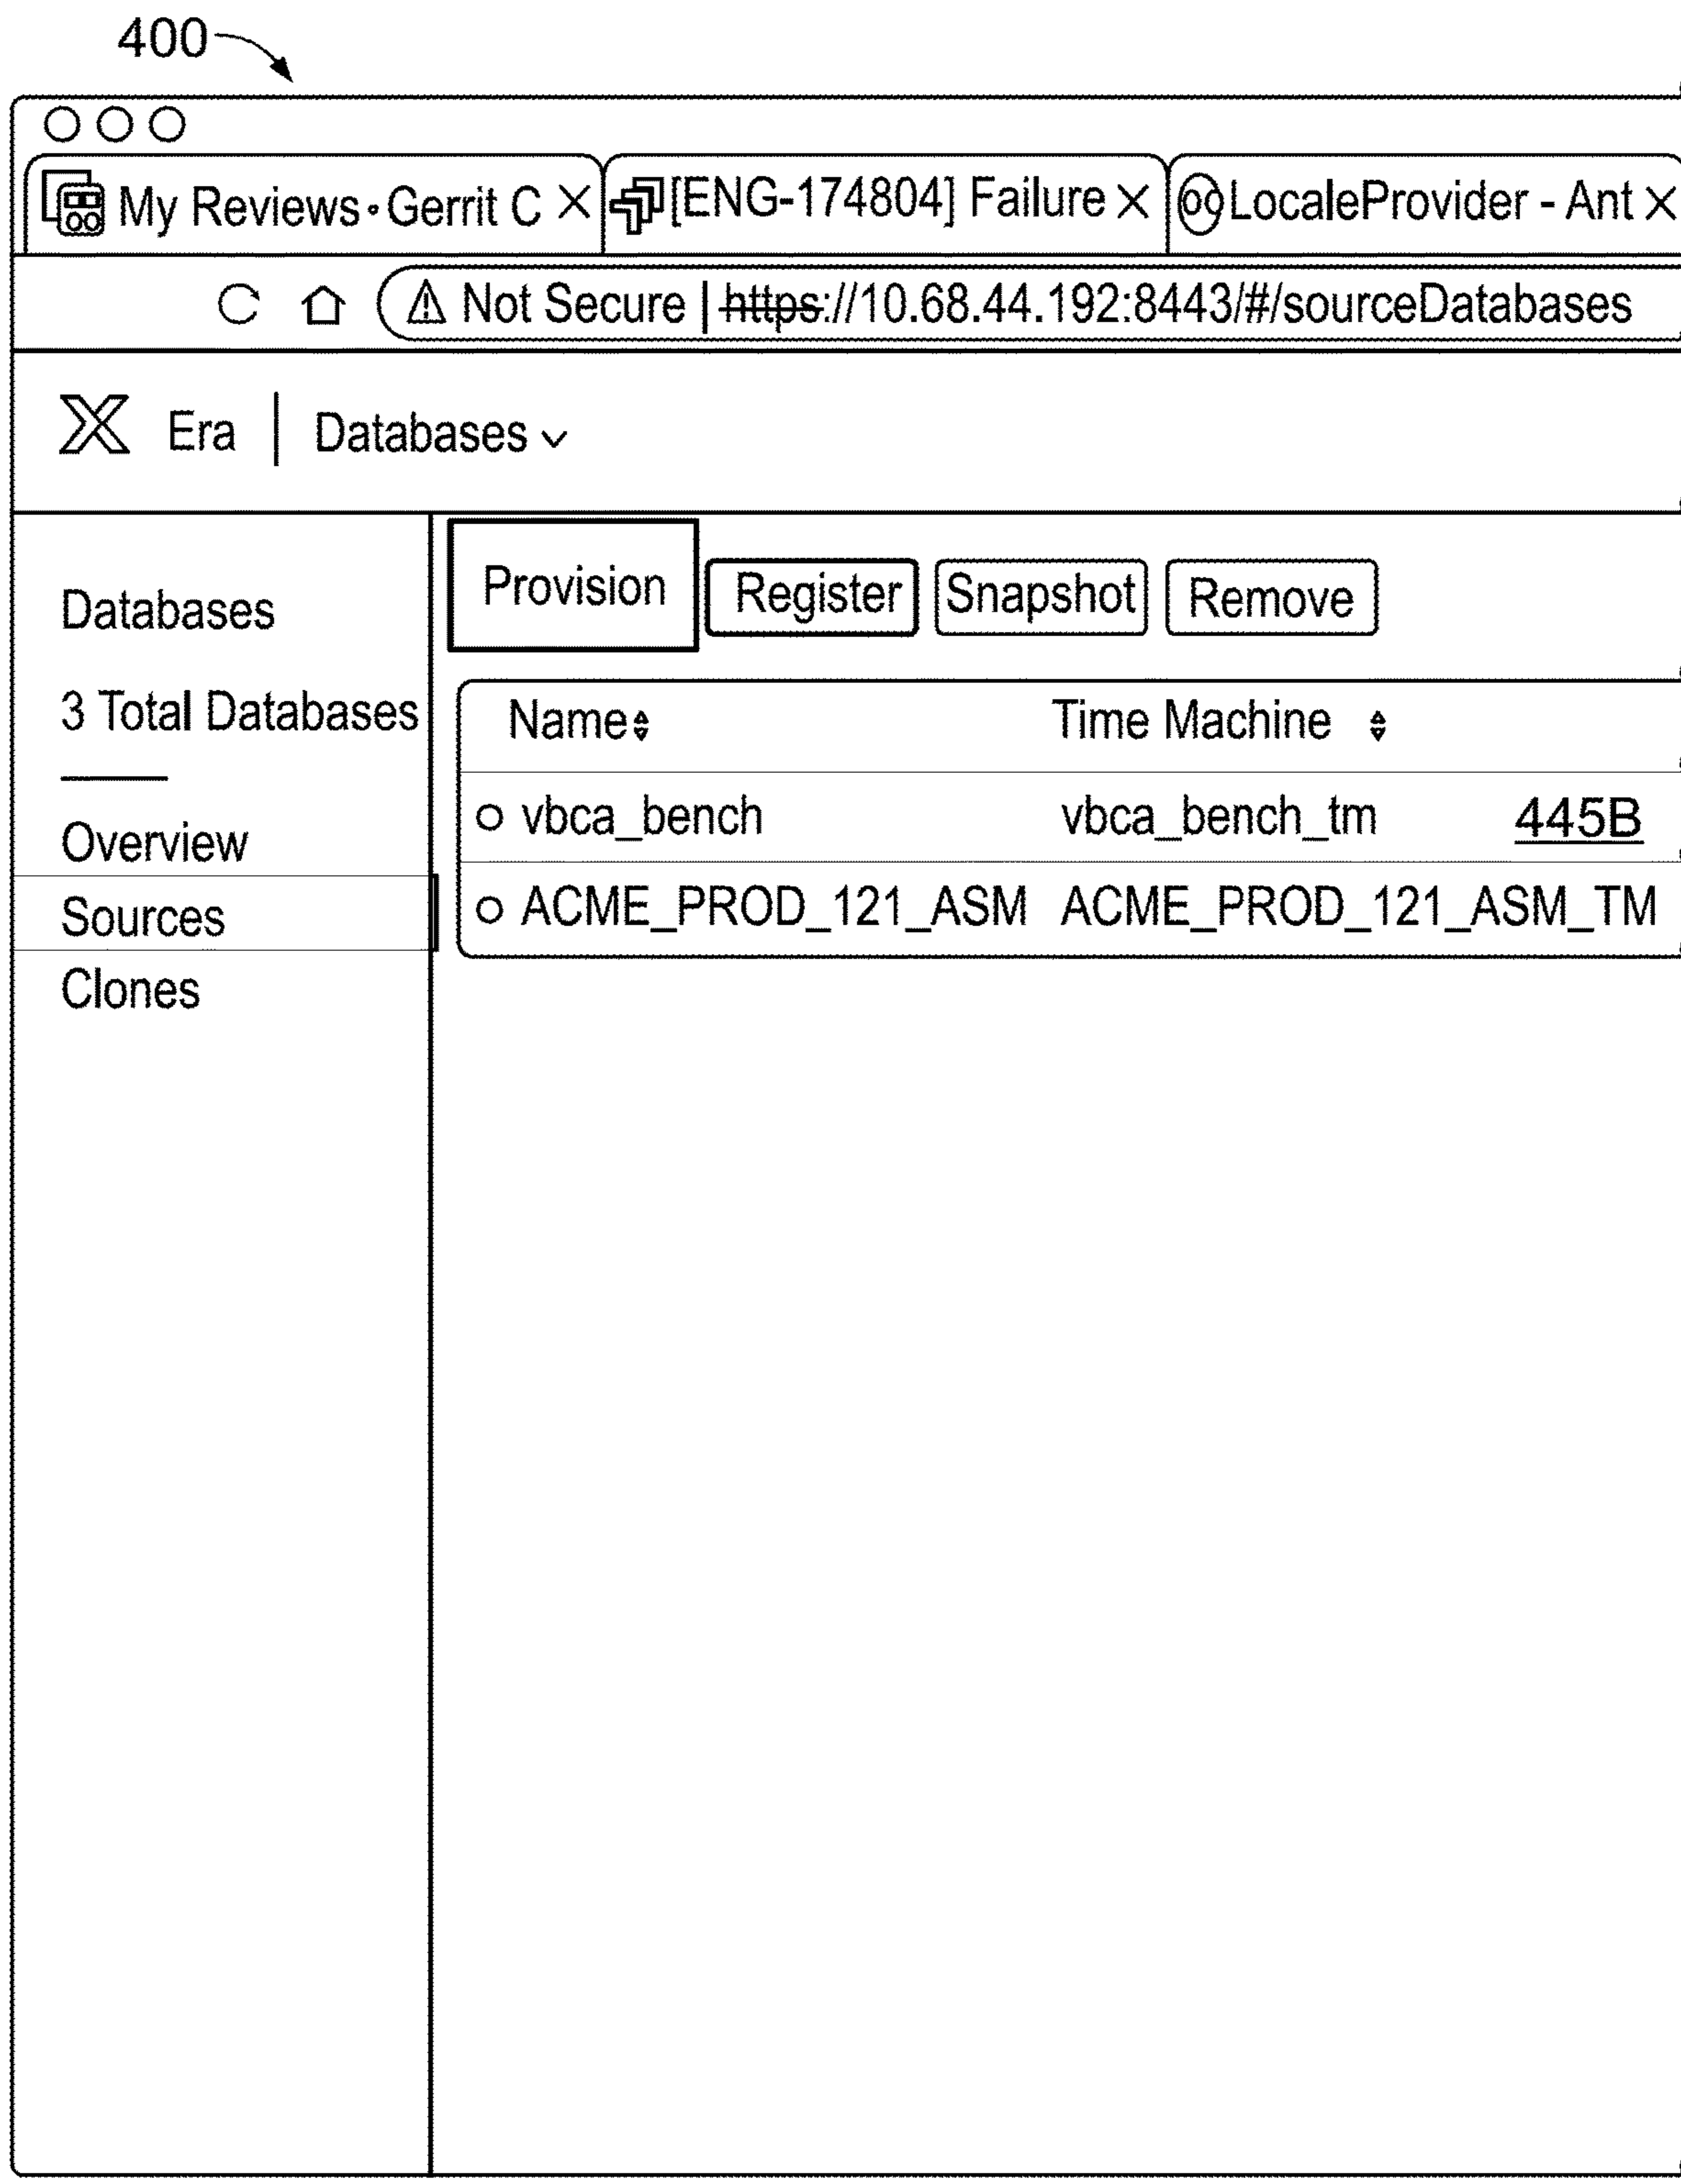 400
My Reviews • Gerrit C × [ENG-174804] Failure × LocaleProvider - Ant ×
Not Secure | https://10.68.44.192:8443/#/sourceDatabases
X Era | Databases
Provision Register Snapshot Remove
Databases
3 Total Databases
Overview
Sources
Clones
Name Time Machine
vbca_bench vbca_bench_tm 445B
ACME_PROD_121_ASM ACME_PROD_121_ASM_TM